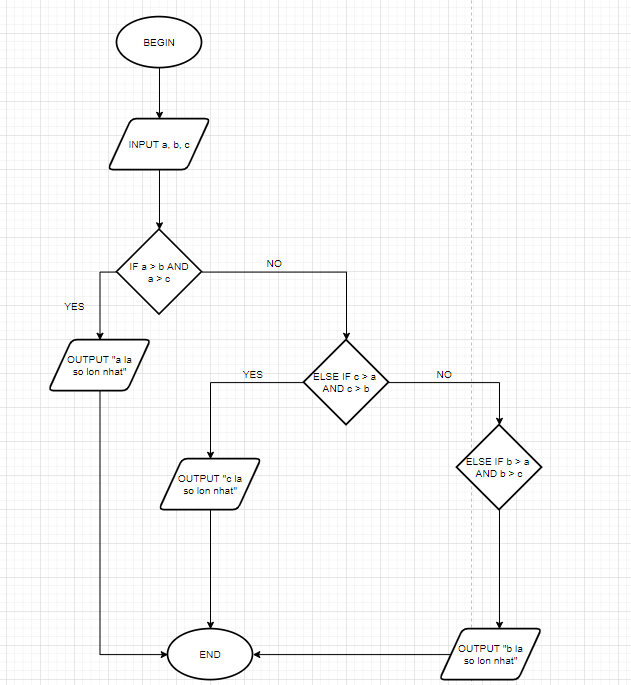 BEGIN
INPUT a, b, c
IF a > b AND
a > c
NO
YES
OUTPUT "a la
so lon nhat"
ELSE IF c > a
AND c > b
YES
NO
OUTPUT "c la
so lon nhat"
ELSE IF b > a
AND b > c
END
OUTPUT "b la
so lon nhat"